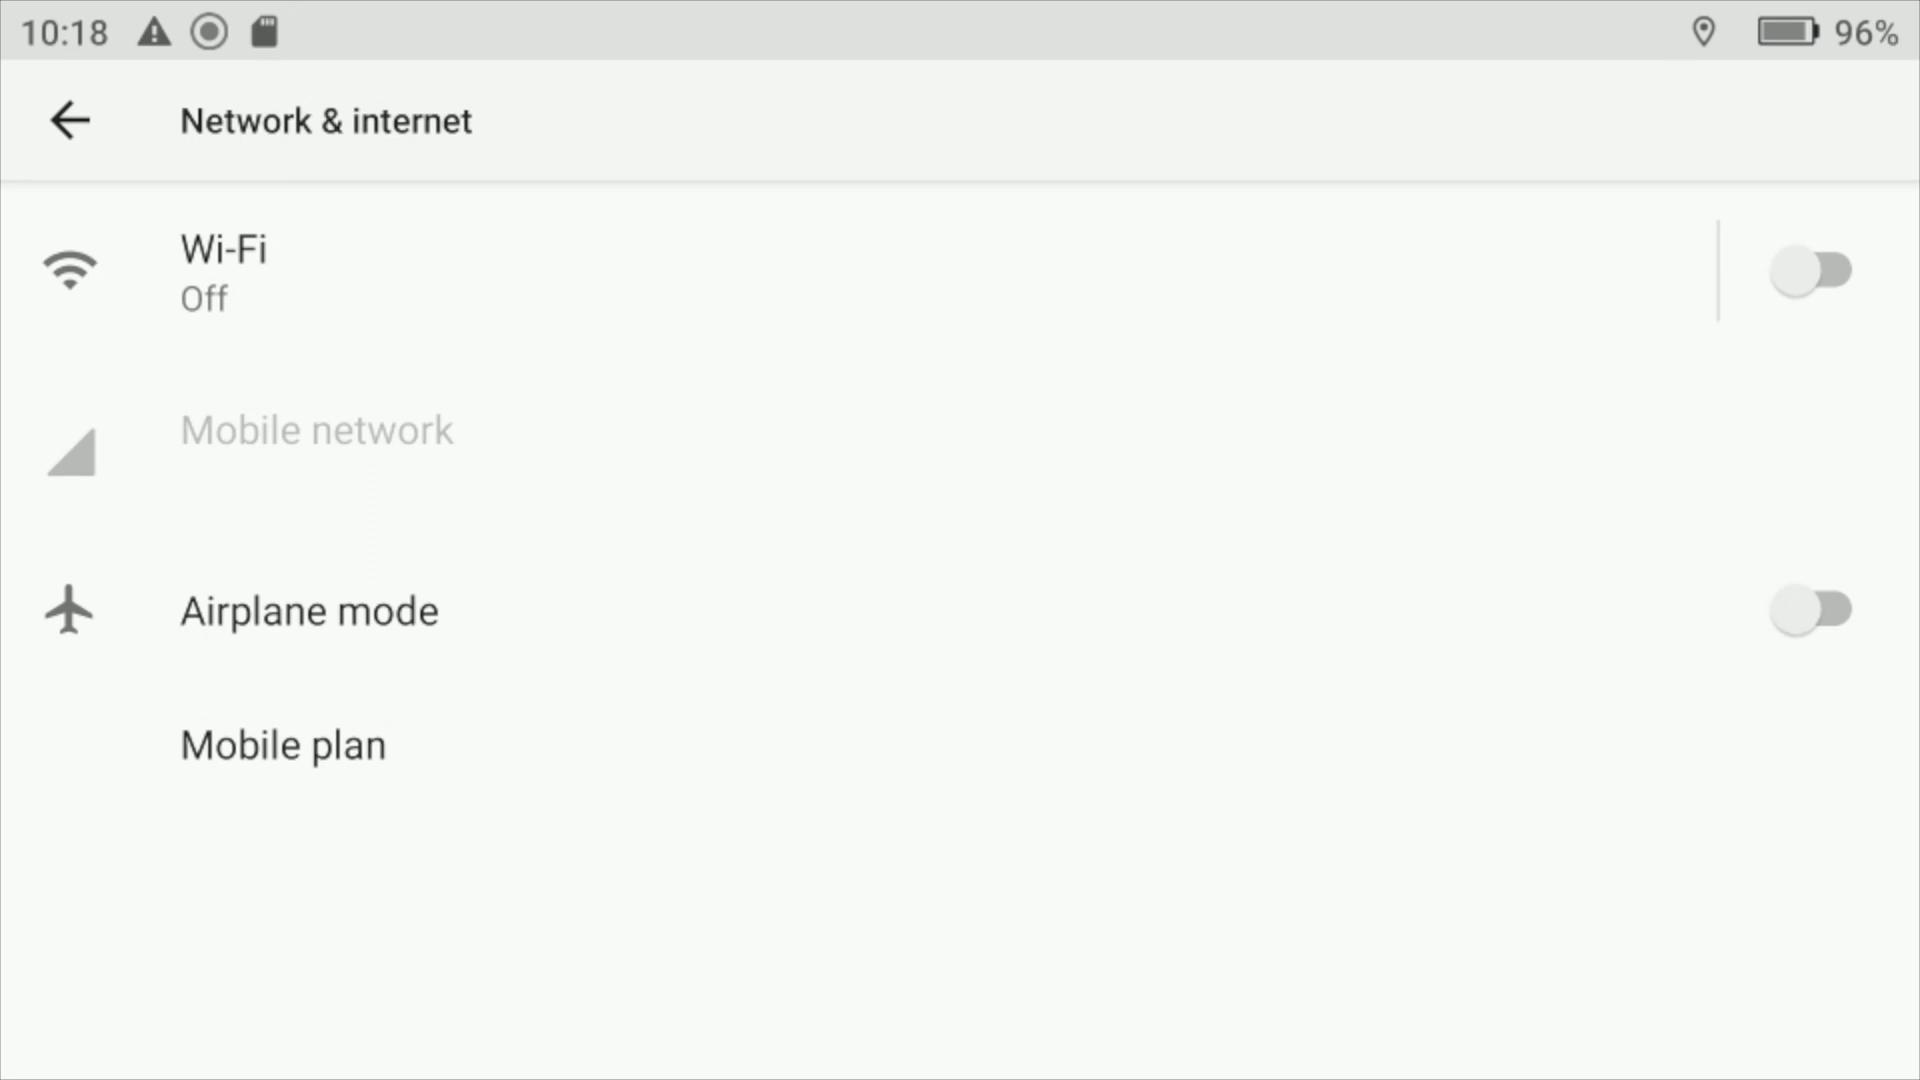 10:18
96%
Network & internet
Wi-Fi
Off
Mobile network
Airplane mode
Mobile plan